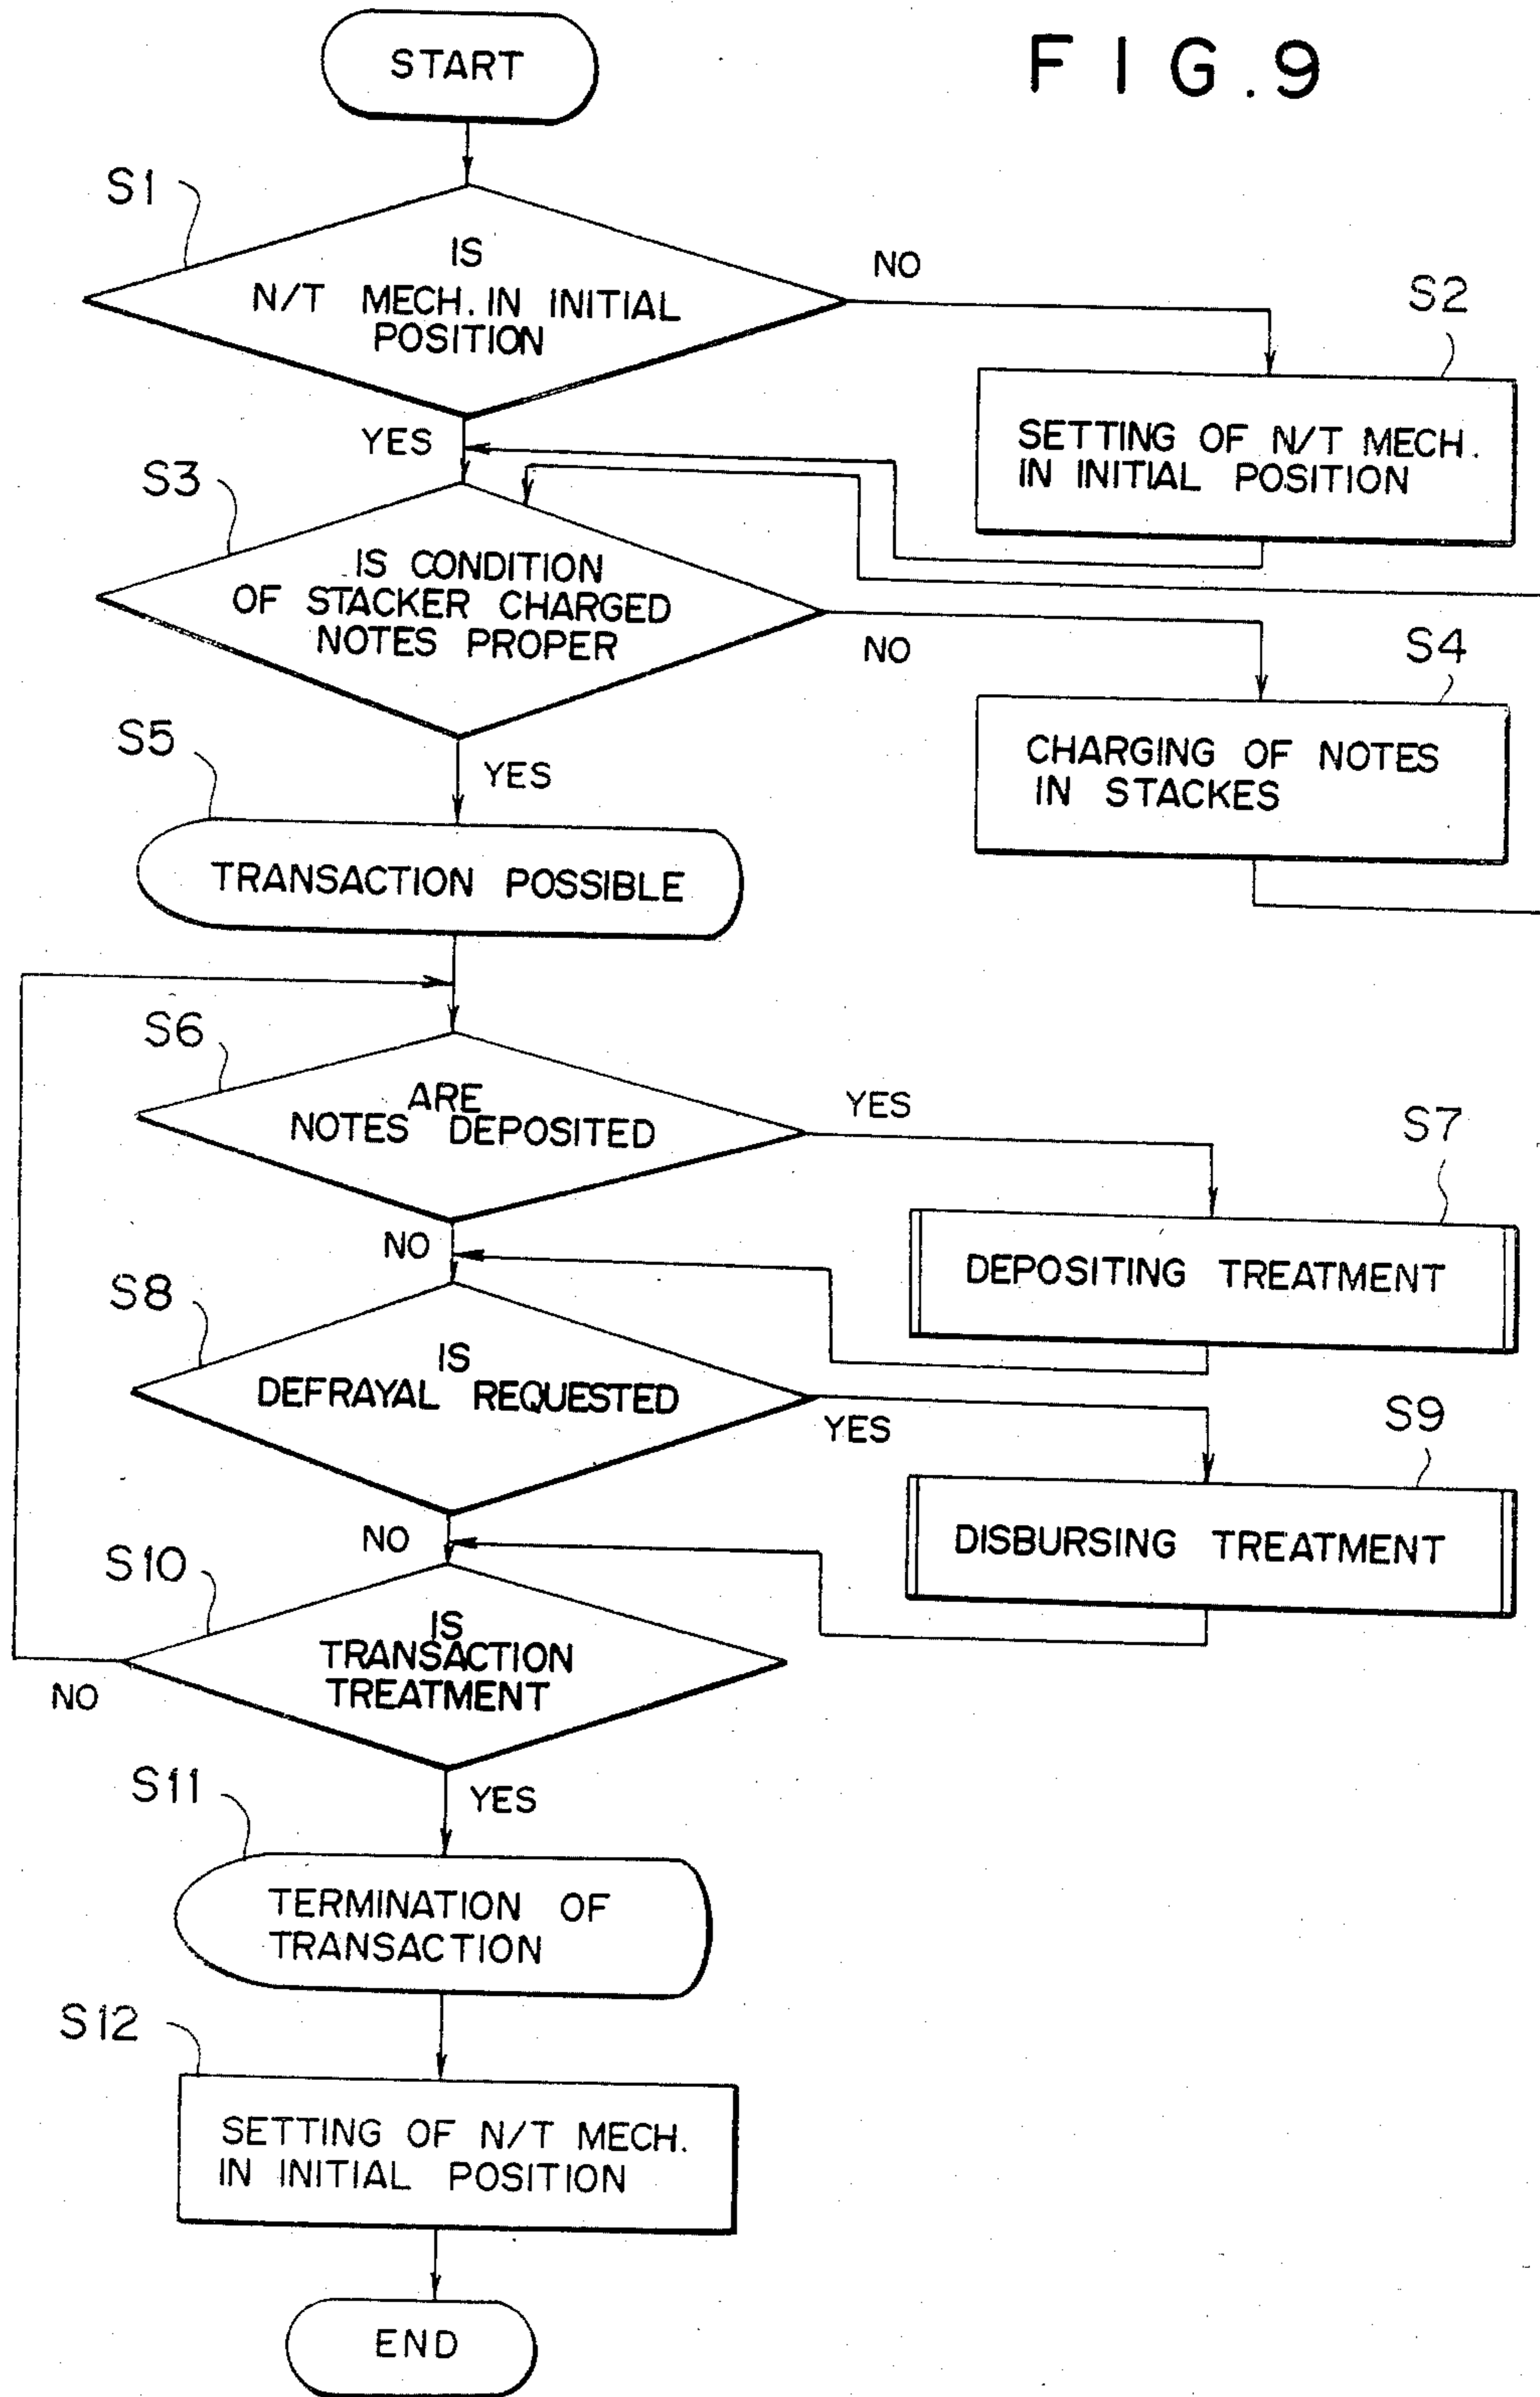 START
FIG.9
S1
IS
N/T MECH. IN INITIAL
POSITION
NO
S2
SETTING OF N/T MECH.
IN INITIAL POSITION
YES
S3
IS CONDITION
OF STACKER CHARGED
NOTES PROPER
NO
S4
CHARGING OF NOTES
IN STACKES
S5
YES
TRANSACTION POSSIBLE
S6
ARE
NOTES DEPOSITED
YES
S7
DEPOSITING TREATMENT
NO
S8
IS
DEFRAYAL REQUESTED
YES
S9
DISBURSING TREATMENT
NO
S10
IS
TRANSACTION
TREATMENT
NO
S11
YES
TERMINATION OF
TRANSACTION
S12
SETTING OF N/T MECH.
IN INITIAL POSITION
END